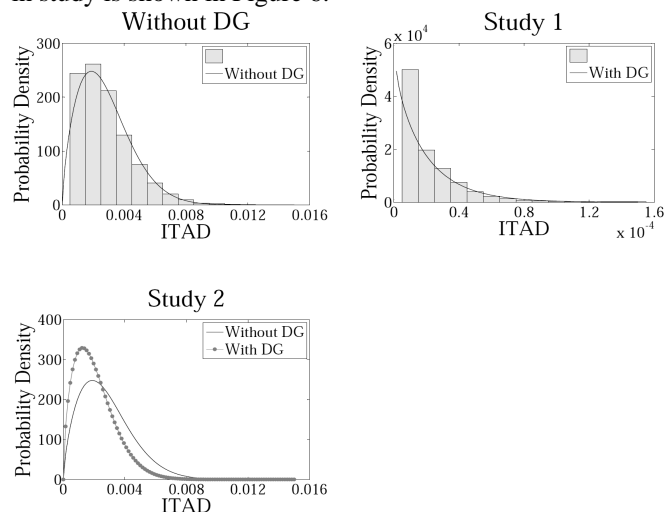 in study is shown in Figure 6.
Without DG
Probability Density
300
200
100
0
Without DG
0 0.004 0.008 0.012 0.016
ITAD
Study 1
x 10^4
Probability Density
6
4
2
0
With DG
0 0.4 0.8 1.2 1.6
ITAD
x 10^-4
Study 2
Probability Density
400
300
200
100
0
Without DG
With DG
0 0.004 0.008 0.012 0.016
ITAD